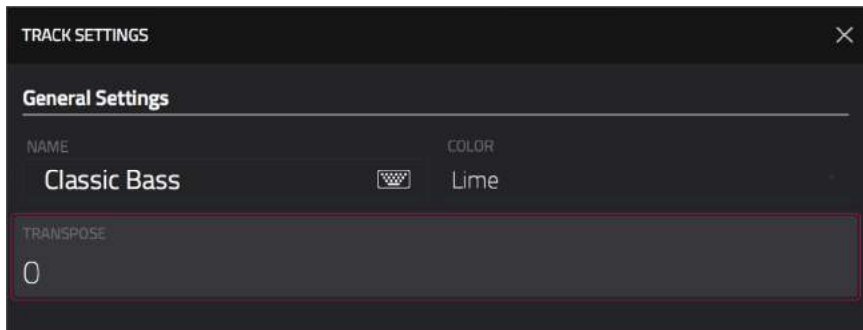 TRACK SETTINGS
General Settings
NAME
COLOR
Classic Bass
Lime
TRANSPOSE
0